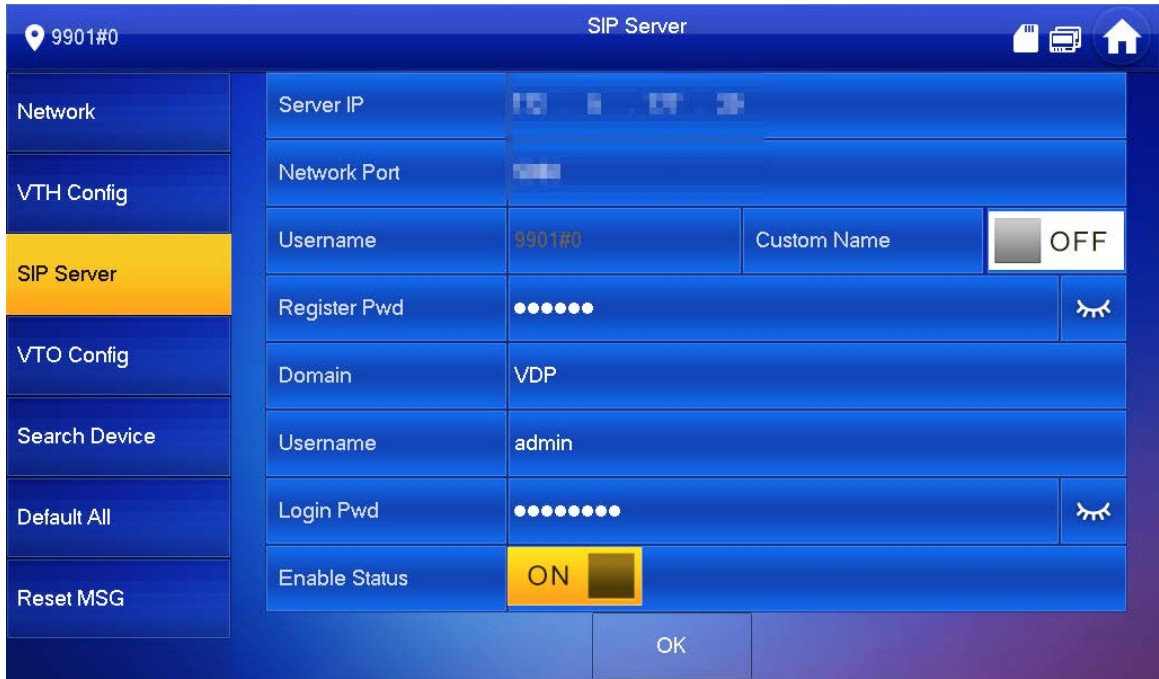 9901#0
SIP Server
Network
VTH Config
SIP Server
VTO Config
Search Device
Default All
Reset MSG
Server IP
Network Port
Username 9901#0 Custom Name OFF
Register Pwd ●●●●●●
Domain VDP
Username admin
Login Pwd ●●●●●●●●
Enable Status ON
OK